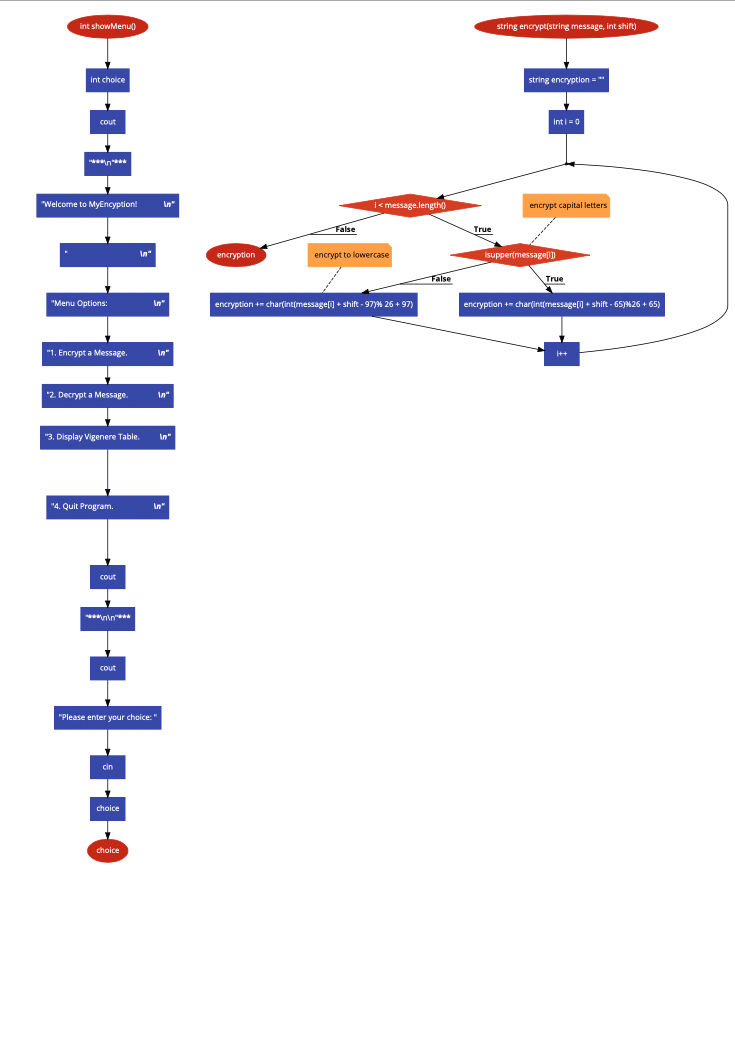 int showMenu()
int choice
cout
"***\n"***
"Welcome to MyEncyption! \n"
" \n"
"Menu Options: \n"
"1. Encrypt a Message. \n"
"2. Decrypt a Message. \n"
"3. Display Vigenere Table. \n"
"4. Quit Program. \n"
cout
"***\n\n"***
cout
"Please enter your choice: "
cin
choice
choice
string encrypt(string message, int shift)
string encryption = ""
int i = 0
i < message.length()
encrypt capital letters
False
True
encryption
encrypt to lowercase
isupper(message[i])
False
True
encryption += char(int(message[i] + shift - 97)% 26 + 97)
encryption += char(int(message[i] + shift - 65)%26 + 65)
i++